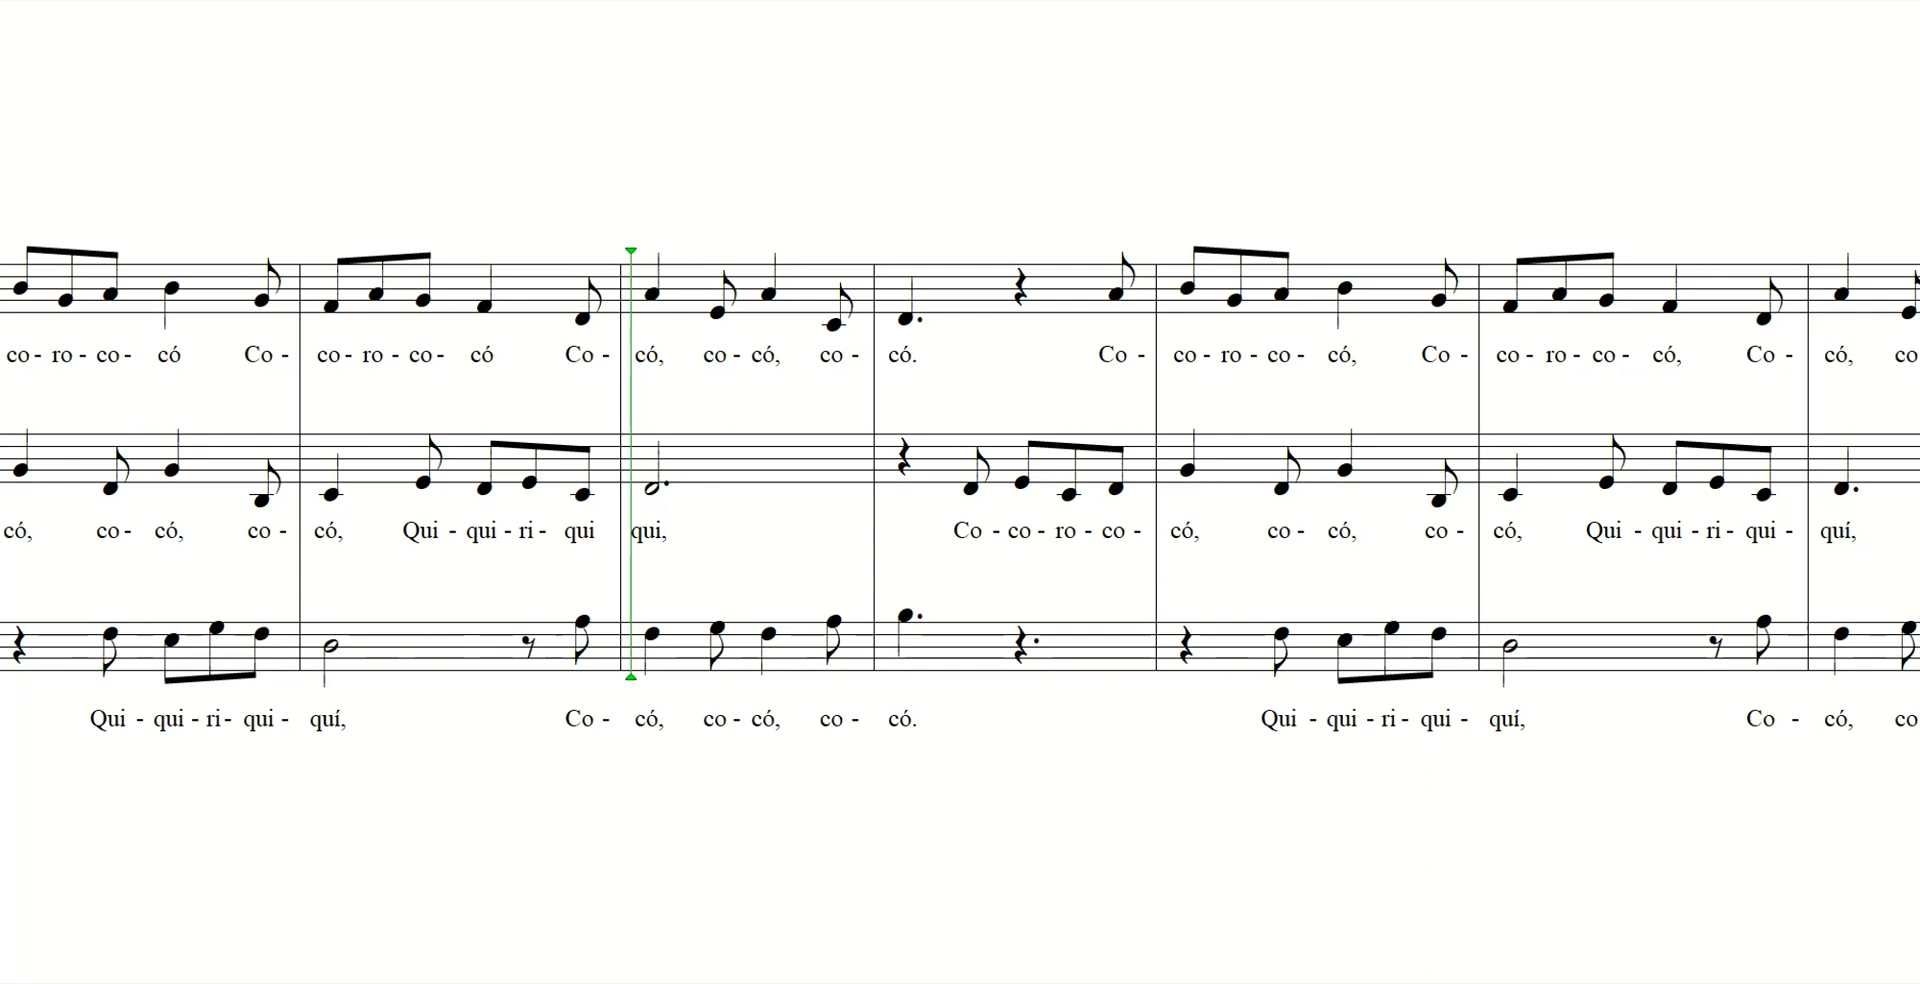 co - ro - co - có Co - co - ro - co - có Co - có, co - có, co - có. Co - co - ro - co - có, Co - co - ro - co - có, Co - có, co
có, co - có, co - có, Qui - qui - ri - qui qui, Co - co - ro - co - có, co - có, co - có, Qui - qui - ri - qui - quí,
Qui - qui - ri - qui - quí, Co - có, co - có, co - có. Qui - qui - ri - qui - quí, Co - có, co